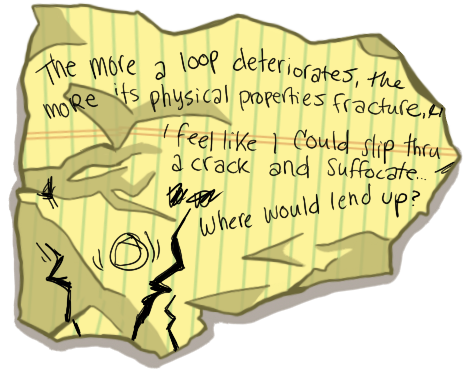 The more a loop deteriorates, the
more its physical properties fracture,
I feel like I could slip thru
a crack and suffocate...
Where would I end up?